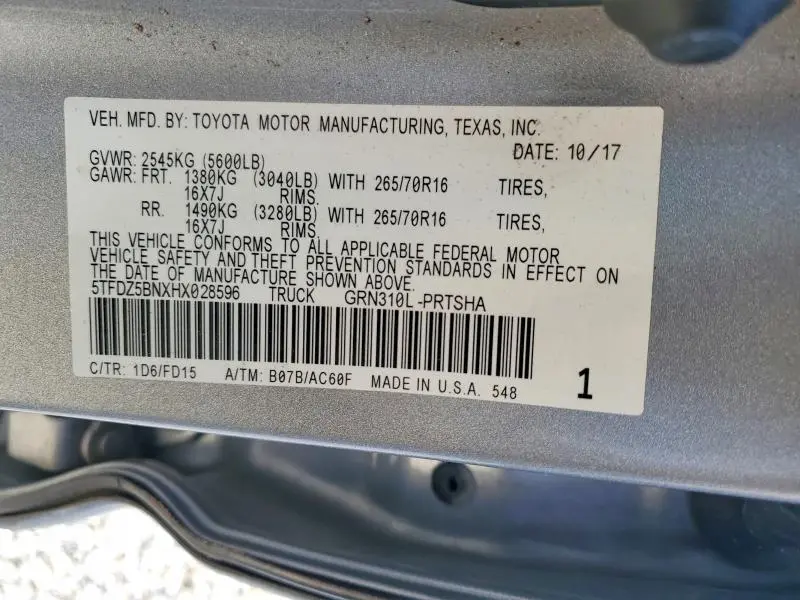 VEH. MFD. BY: TOYOTA MOTOR MANUFACTURING, TEXAS, INC.
DATE: 10/17
GVWR: 2545KG (5600LB)
GAWR: FRT. 1380KG (3040LB) WITH 265/70R16 TIRES,
16X7J RIMS.
RR. 1490KG (3280LB) WITH 265/70R16 TIRES,
16X7J RIMS.
THIS VEHICLE CONFORMS TO ALL APPLICABLE FEDERAL MOTOR
VEHICLE SAFETY AND THEFT PREVENTION STANDARDS IN EFFECT ON
THE DATE OF MANUFACTURE SHOWN ABOVE.
5TFDZ5BNXHX028596 TRUCK GRN310L-PRTSHA
C/TR: 1D6/FD15 A/TM: B07B/AC60F MADE IN U.S.A. 548 1